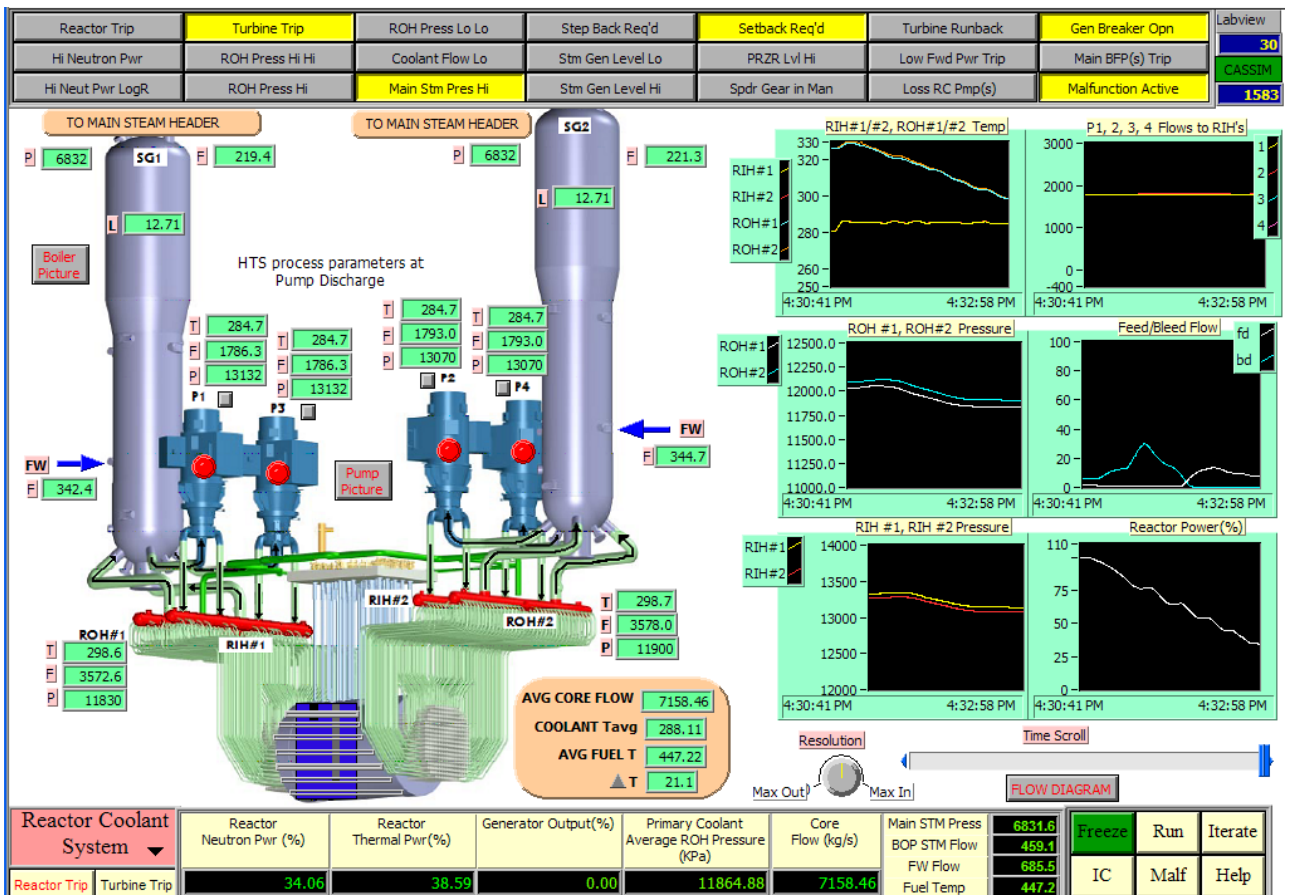 Reactor Trip
Turbine Trip
ROH Press Lo Lo
Step Back Req'd
Setback Req'd
Turbine Runback
Gen Breaker Opn
Labview
30
Hi Neutron Pwr
ROH Press Hi Hi
Coolant Flow Lo
Stm Gen Level Lo
PRZR Lvl Hi
Low Fwd Pwr Trip
Main BFP(s) Trip
CASSIM
Hi Neut Pwr LogR
ROH Press Hi
Main Stm Pres Hi
Stm Gen Level Hi
Spdr Gear in Man
Loss RC Pmp(s)
Malfunction Active
1583
TO MAIN STEAM HEADER
TO MAIN STEAM HEADER
P 6832
SG1
F 219.4
P 6832
SG2
F 221.3
L 12.71
L 12.71
Boiler
Picture
HTS process parameters at
Pump Discharge
T 284.7
F 1786.3
P 13132
T 284.7
F 1786.3
P 13132
T 284.7
F 1793.0
P 13070
T 284.7
F 1793.0
P 13070
P1
P3
P2
P4
FW
F 342.4
Pump
Picture
FW
F 344.7
RIH#2
ROH#2
ROH#1
RIH#1
T 298.6
F 3572.6
P 11830
T 298.7
F 3578.0
P 11900
AVG CORE FLOW 7158.46
COOLANT Tavg 288.11
AVG FUEL T 447.22
T 21.1
RIH#1/#2, ROH#1/#2 Temp
RIH#1
RIH#2
ROH#1
ROH#2
330
320
300
280
260
250
4:30:41 PM
4:32:58 PM
P1, 2, 3, 4 Flows to RIH's
3000
2000
1000
0
-400
1
2
3
4
4:30:41 PM
4:32:58 PM
ROH #1, ROH#2 Pressure
ROH#1
ROH#2
12500.0
12250.0
12000.0
11750.0
11500.0
11250.0
11000.0
4:30:41 PM
4:32:58 PM
Feed/Bleed Flow
fd
bd
100
80
60
40
20
0
4:30:41 PM
4:32:58 PM
RIH #1, RIH #2 Pressure
RIH#1
RIH#2
14000
13500
13000
12500
12000
4:30:41 PM
4:32:58 PM
Reactor Power(%)
110
75
50
25
0
4:30:41 PM
4:32:58 PM
Resolution
Max Out
Max In
Time Scroll
FLOW DIAGRAM
Reactor Coolant
System
Reactor Trip
Turbine Trip
Reactor
Neutron Pwr (%)
34.06
Reactor
Thermal Pwr(%)
38.59
Generator Output(%)
0.00
Primary Coolant
Average ROH Pressure
(KPa)
11864.88
Core
Flow (kg/s)
7158.46
Main STM Press 6831.6
BOP STM Flow 459.1
FW Flow 685.5
Fuel Temp 447.2
Freeze
Run
Iterate
IC
Malf
Help